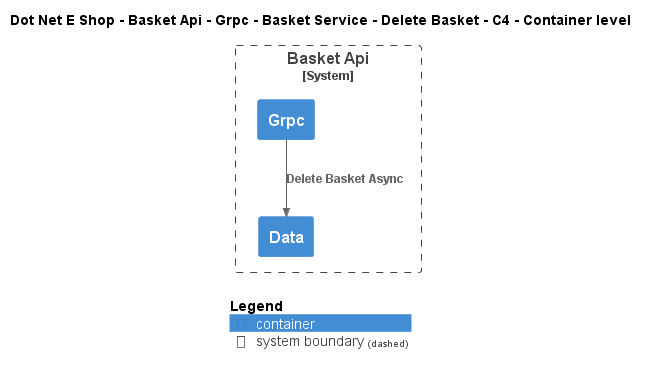 Dot Net E Shop - Basket Api - Grpc - Basket Service - Delete Basket - C4 - Container level
Basket Api
[System]
Grpc
Delete Basket Async
Data
Legend
container
system boundary (dashed)